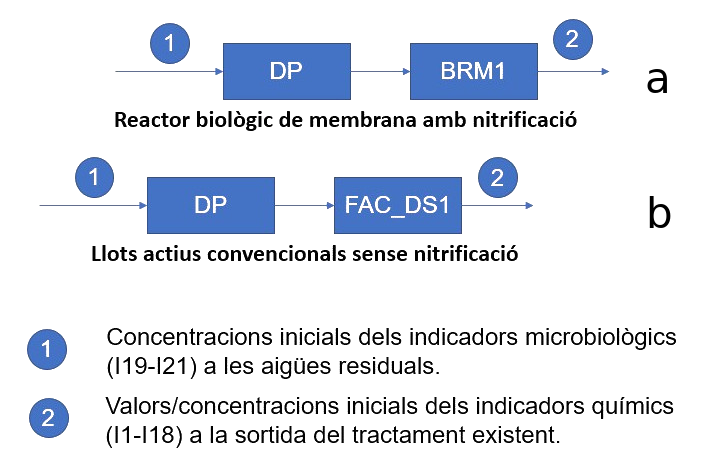 1 2
DP BRM1
a
Reactor biològic de membrana amb nitrificació
1 2
DP FAC_DS1
b
Llots actius convencionals sense nitrificació
1 Concentracions inicials dels indicadors microbiològics
(I19-I21) a les aigües residuals.
2 Valors/concentracions inicials dels indicadors químics
(I1-I18) a la sortida del tractament existent.